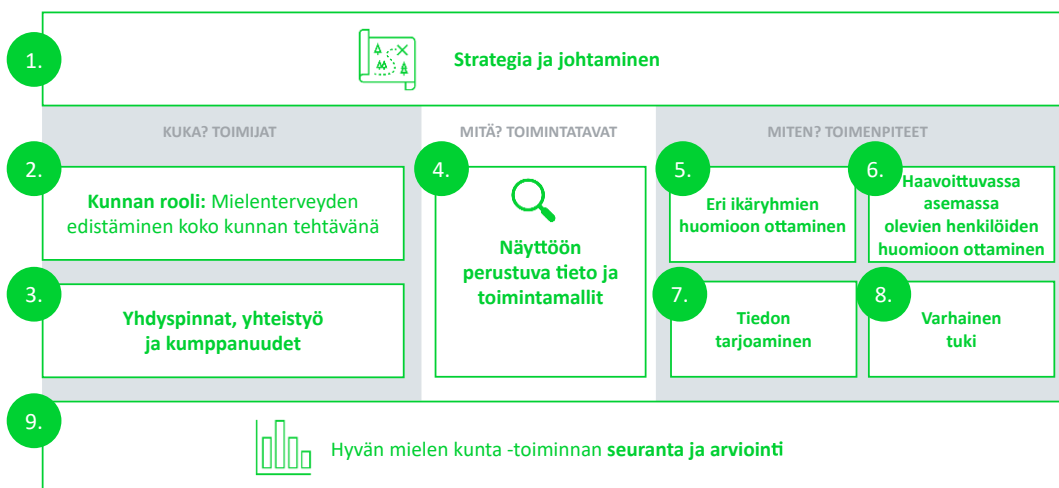 1.
Strategia ja johtaminen
KUKA? TOIMIJAT
MITÄ? TOIMINTATAVAT
MITEN? TOIMENPITEET
2.
Kunnan rooli: Mielenterveyden
edistäminen koko kunnan tehtävänä
3.
Yhdyspinnat, yhteistyö
ja kumppanuudet
4.
Näyttöön
perustuva tieto ja
toimintamallit
5.
Eri ikäryhmien
huomioon ottaminen
6.
Haavoittuvassa
asemassa
olevien henkilöiden
huomioon ottaminen
7.
Tiedon
tarjoaminen
8.
Varhainen
tuki
9.
Hyvän mielen kunta -toiminnan seuranta ja arviointi